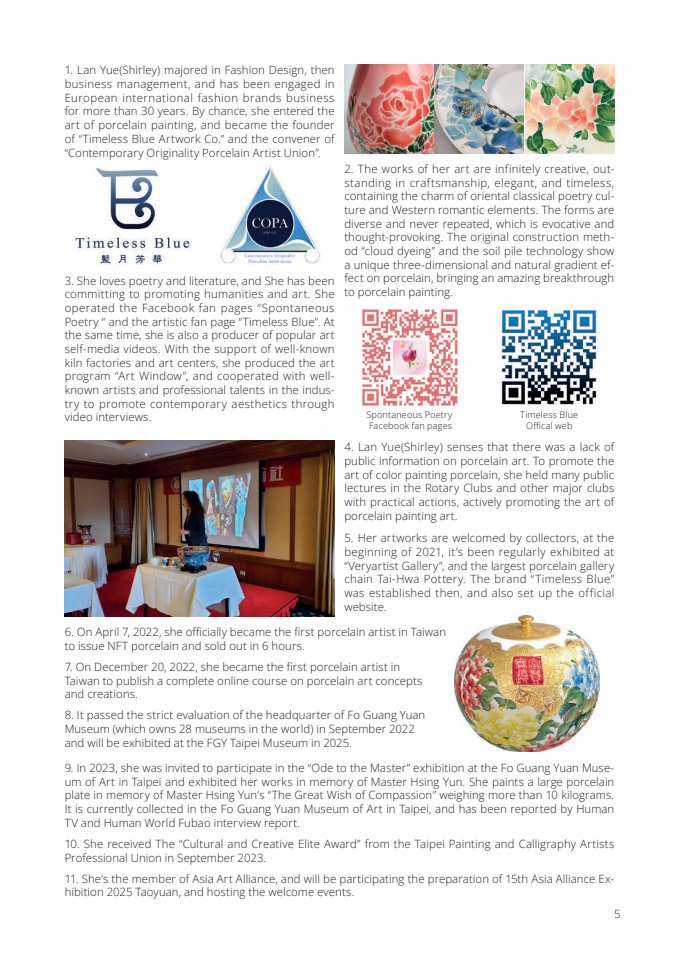 1. Lan Yue(Shirley) majored in Fashion Design, then
business management, and has been engaged in
European international fashion brands business
for more than 30 years. By chance, she entered the
art of porcelain painting, and became the founder
of “Timeless Blue Artwork Co.” and the convener of
“Contemporary Originality Porcelain Artist Union”.
Timeless Blue
藍月芳華
COPA
Contemporary Originality
Porcelain Artist union
2. The works of her art are infinitely creative, out-
standing in craftsmanship, elegant, and timeless,
containing the charm of oriental classical poetry cul-
ture and Western romantic elements. The forms are
diverse and never repeated, which is evocative and
thought-provoking. The original construction meth-
od “cloud dyeing” and the soil pile technology show
a unique three-dimensional and natural gradient ef-
fect on porcelain, bringing an amazing breakthrough
to porcelain painting.
3. She loves poetry and literature, and She has been
committing to promoting humanities and art. She
operated the Facebook fan pages “Spontaneous
Poetry “ and the artistic fan page “Timeless Blue”. At
the same time, she is also a producer of popular art
self-media videos. With the support of well-known
kiln factories and art centers, she produced the art
program “Art Window”, and cooperated with well-
known artists and professional talents in the indus-
try to promote contemporary aesthetics through
video interviews.
Spontaneous Poetry
Facebook fan pages
Timeless Blue
Offical web
社
4. Lan Yue(Shirley) senses that there was a lack of
public information on porcelain art. To promote the
art of color painting porcelain, she held many public
lectures in the Rotary Clubs and other major clubs
with practical actions, actively promoting the art of
porcelain painting art.
5. Her artworks are welcomed by collectors, at the
beginning of 2021, it’s been regularly exhibited at
“Veryartist Gallery”, and the largest porcelain gallery
chain Tai-Hwa Pottery. The brand “Timeless Blue”
was established then, and also set up the official
website.
6. On April 7, 2022, she officially became the first porcelain artist in Taiwan
to issue NFT porcelain and sold out in 6 hours.
7. On December 20, 2022, she became the first porcelain artist in
Taiwan to publish a complete online course on porcelain art concepts
and creations.
8. It passed the strict evaluation of the headquarter of Fo Guang Yuan
Museum (which owns 28 museums in the world) in September 2022
and will be exhibited at the FGY Taipei Museum in 2025.
9. In 2023, she was invited to participate in the “Ode to the Master” exhibition at the Fo Guang Yuan Muse-
um of Art in Taipei and exhibited her works in memory of Master Hsing Yun. She paints a large porcelain
plate in memory of Master Hsing Yun’s “The Great Wish of Compassion” weighing more than 10 kilograms.
It is currently collected in the Fo Guang Yuan Museum of Art in Taipei, and has been reported by Human
TV and Human World Fubao interview report.
10. She received The “Cultural and Creative Elite Award” from the Taipei Painting and Calligraphy Artists
Professional Union in September 2023.
11. She’s the member of Asia Art Alliance, and will be participating the preparation of 15th Asia Alliance Ex-
hibition 2025 Taoyuan, and hosting the welcome events.
5